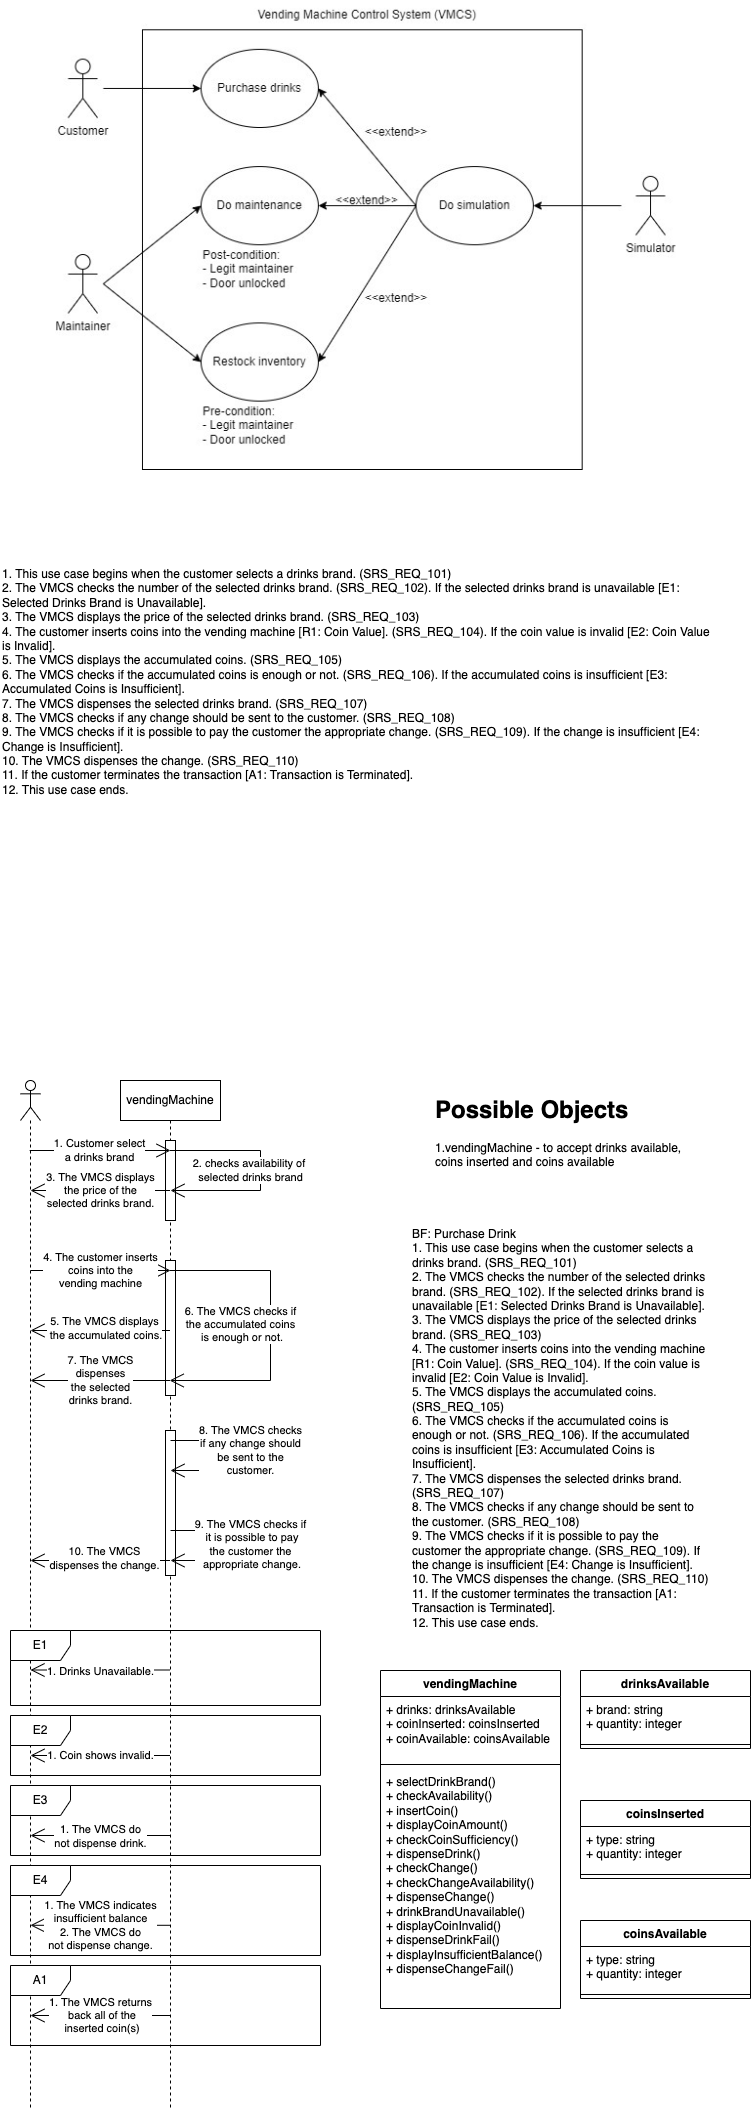 Vending Machine Control System (VMCS)
Purchase drinks
Customer
<<extend>>
Do maintenance
<<extend>>
Do simulation
Simulator
Post-condition:
- Legit maintainer
- Door unlocked
Maintainer
<<extend>>
Restock inventory
Pre-condition:
- Legit maintainer
- Door unlocked
1. This use case begins when the customer selects a drinks brand. (SRS_REQ_101)
2. The VMCS checks the number of the selected drinks brand. (SRS_REQ_102). If the selected drinks brand is unavailable [E1:
Selected Drinks Brand is Unavailable].
3. The VMCS displays the price of the selected drinks brand. (SRS_REQ_103)
4. The customer inserts coins into the vending machine [R1: Coin Value]. (SRS_REQ_104). If the coin value is invalid [E2: Coin Value
is Invalid].
5. The VMCS displays the accumulated coins. (SRS_REQ_105)
6. The VMCS checks if the accumulated coins is enough or not. (SRS_REQ_106). If the accumulated coins is insufficient [E3:
Accumulated Coins is Insufficient].
7. The VMCS dispenses the selected drinks brand. (SRS_REQ_107)
8. The VMCS checks if any change should be sent to the customer. (SRS_REQ_108)
9. The VMCS checks if it is possible to pay the customer the appropriate change. (SRS_REQ_109). If the change is insufficient [E4:
Change is Insufficient].
10. The VMCS dispenses the change. (SRS_REQ_110)
11. If the customer terminates the transaction [A1: Transaction is Terminated].
12. This use case ends.
vendingMachine
1. Customer select
a drinks brand
2. checks availability of
selected drinks brand
3. The VMCS displays
the price of the
selected drinks brand.
4. The customer inserts
coins into the
vending machine
5. The VMCS displays
the accumulated coins.
6. The VMCS checks if
the accumulated coins
is enough or not.
7. The VMCS
dispenses
the selected
drinks brand.
8. The VMCS checks
if any change should
be sent to the
customer.
9. The VMCS checks if
it is possible to pay
the customer the
appropriate change.
10. The VMCS
dispenses the change.
E1
1. Drinks Unavailable.
E2
1. Coin shows invalid.
E3
1. The VMCS do
not dispense drink.
E4
1. The VMCS indicates
insufficient balance
2. The VMCS do
not dispense change.
A1
1. The VMCS returns
back all of the
inserted coin(s)
Possible Objects
1.vendingMachine - to accept drinks available,
coins inserted and coins available
BF: Purchase Drink
1. This use case begins when the customer selects a
drinks brand. (SRS_REQ_101)
2. The VMCS checks the number of the selected drinks
brand. (SRS_REQ_102). If the selected drinks brand is
unavailable [E1: Selected Drinks Brand is Unavailable].
3. The VMCS displays the price of the selected drinks
brand. (SRS_REQ_103)
4. The customer inserts coins into the vending machine
[R1: Coin Value]. (SRS_REQ_104). If the coin value is
invalid [E2: Coin Value is Invalid].
5. The VMCS displays the accumulated coins.
(SRS_REQ_105)
6. The VMCS checks if the accumulated coins is
enough or not. (SRS_REQ_106). If the accumulated
coins is insufficient [E3: Accumulated Coins is
Insufficient].
7. The VMCS dispenses the selected drinks brand.
(SRS_REQ_107)
8. The VMCS checks if any change should be sent to
the customer. (SRS_REQ_108)
9. The VMCS checks if it is possible to pay the
customer the appropriate change. (SRS_REQ_109). If
the change is insufficient [E4: Change is Insufficient].
10. The VMCS dispenses the change. (SRS_REQ_110)
11. If the customer terminates the transaction [A1:
Transaction is Terminated].
12. This use case ends.
vendingMachine
+ drinks: drinksAvailable
+ coinInserted: coinsInserted
+ coinAvailable: coinsAvailable
+ selectDrinkBrand()
+ checkAvailability()
+ insertCoin()
+ displayCoinAmount()
+ checkCoinSufficiency()
+ dispenseDrink()
+ checkChange()
+ checkChangeAvailability()
+ dispenseChange()
+ drinkBrandUnavailable()
+ displayCoinInvalid()
+ dispenseDrinkFail()
+ displayInsufficientBalance()
+ dispenseChangeFail()
drinksAvailable
+ brand: string
+ quantity: integer
coinsInserted
+ type: string
+ quantity: integer
coinsAvailable
+ type: string
+ quantity: integer